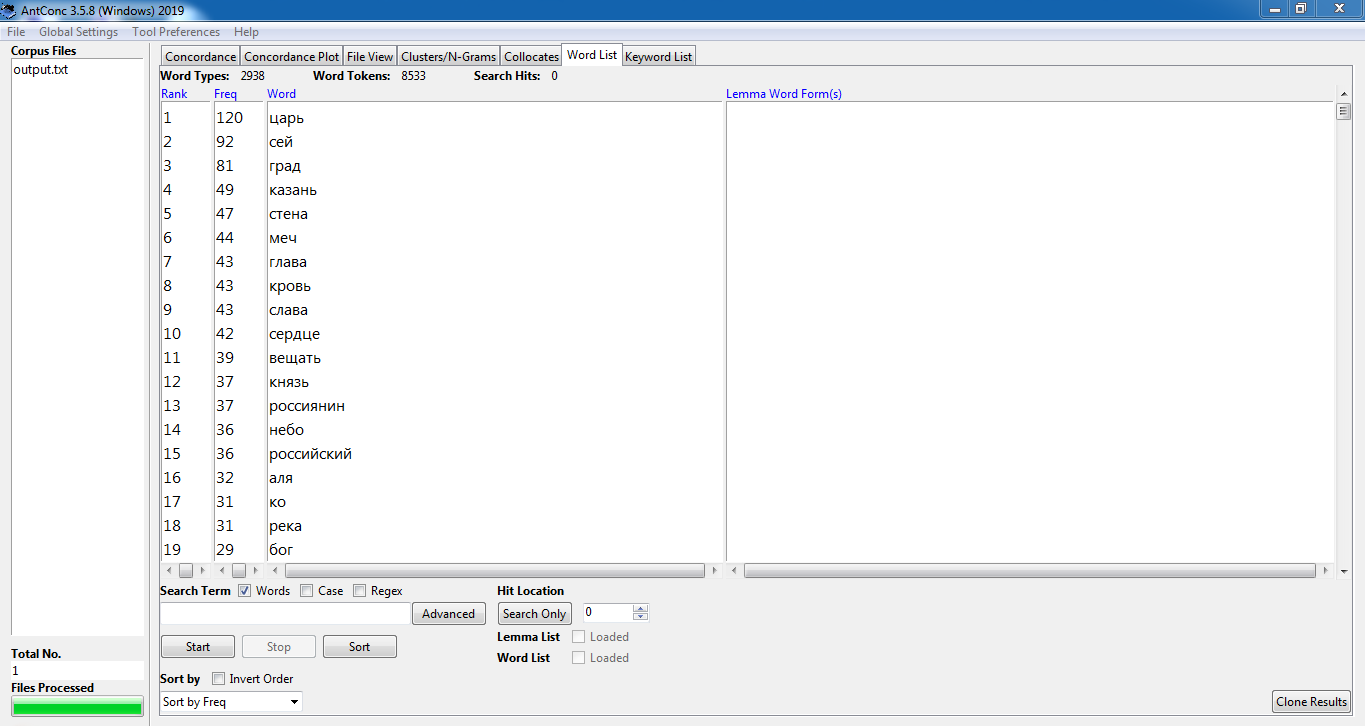 AntConc 3.5.8 (Windows) 2019
File Global Settings Tool Preferences Help
Corpus Files
output.txt
Concordance Concordance Plot File View Clusters/N-Grams Collocates Word List Keyword List
Word Types: 2938 Word Tokens: 8533 Search Hits: 0
Rank Freq Word Lemma Word Form(s)
1 120 царь
2 92 сей
3 81 град
4 49 казань
5 47 стена
6 44 меч
7 43 глава
8 43 кровь
9 43 слава
10 42 сердце
11 39 вещать
12 37 князь
13 37 россиянин
14 36 небо
15 36 российский
16 32 аля
17 31 ко
18 31 река
19 29 бог
Search Term Words Case Regex Hit Location
Advanced Search Only 0
Lemma List Loaded
Start Stop Sort
Word List Loaded
Total No.
1
Files Processed
Sort by Invert Order
Sort by Freq
Clone Results